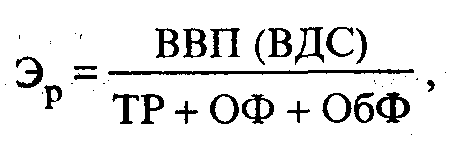 Эр = ВВП (ВДС) / ТР + ОФ + ОбФ ,